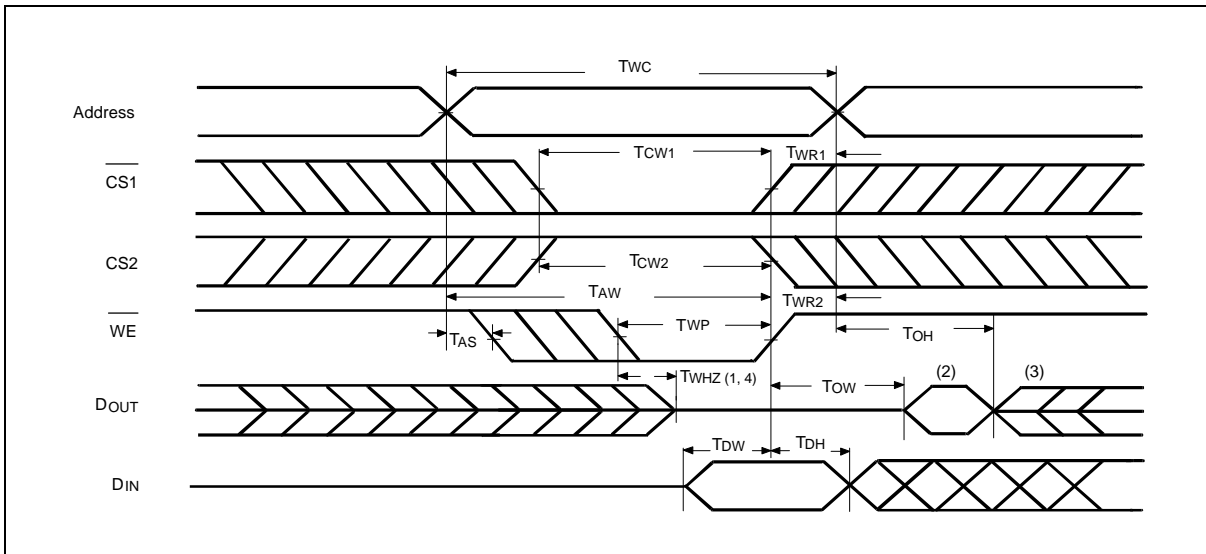 TWC
Address
TCW1
TWR1
CS1
CS2
TCW2
TAW
TWR2
WE
TAS
TWP
TOH
TWHZ (1, 4)
TOW
(2)
(3)
DOUT
TDW
TDH
DIN